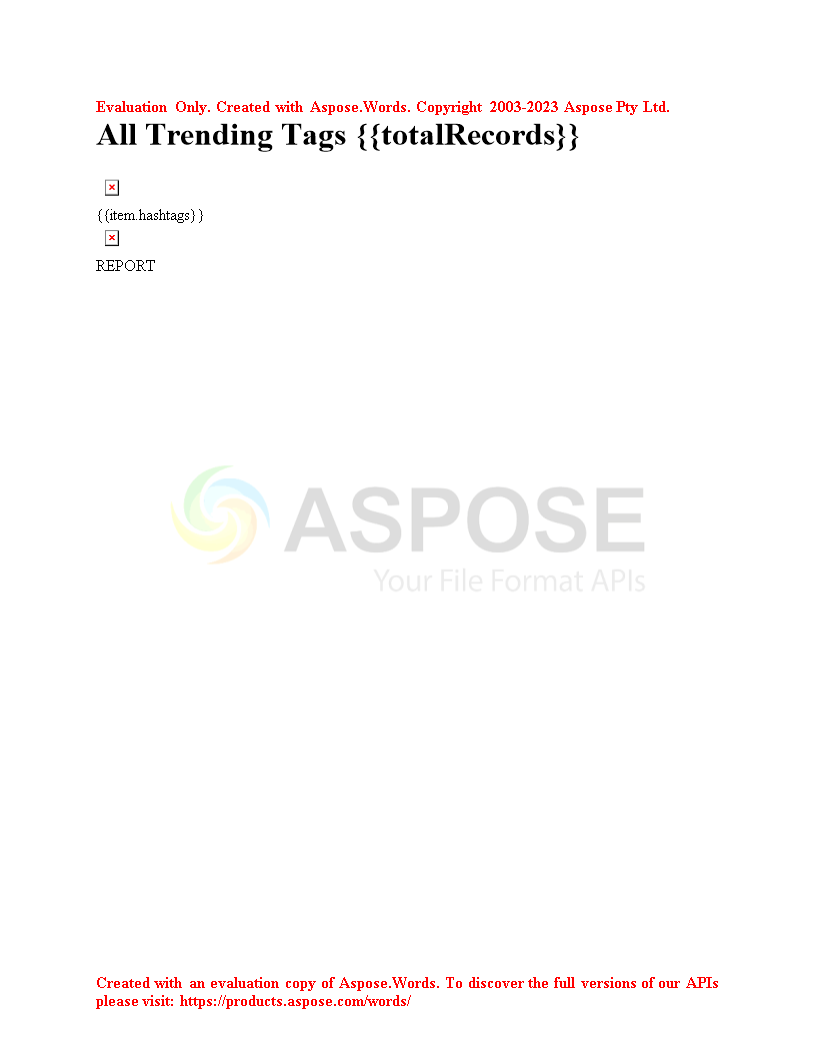 Evaluation Only. Created with Aspose.Words. Copyright 2003-2023 Aspose Pty Ltd.
All Trending Tags {{totalRecords}}
{{item.hashtags}}
REPORT
ASPOSE
Your File Format APIs
Created with an evaluation copy of Aspose.Words. To discover the full versions of our APIs
please visit: https://products.aspose.com/words/